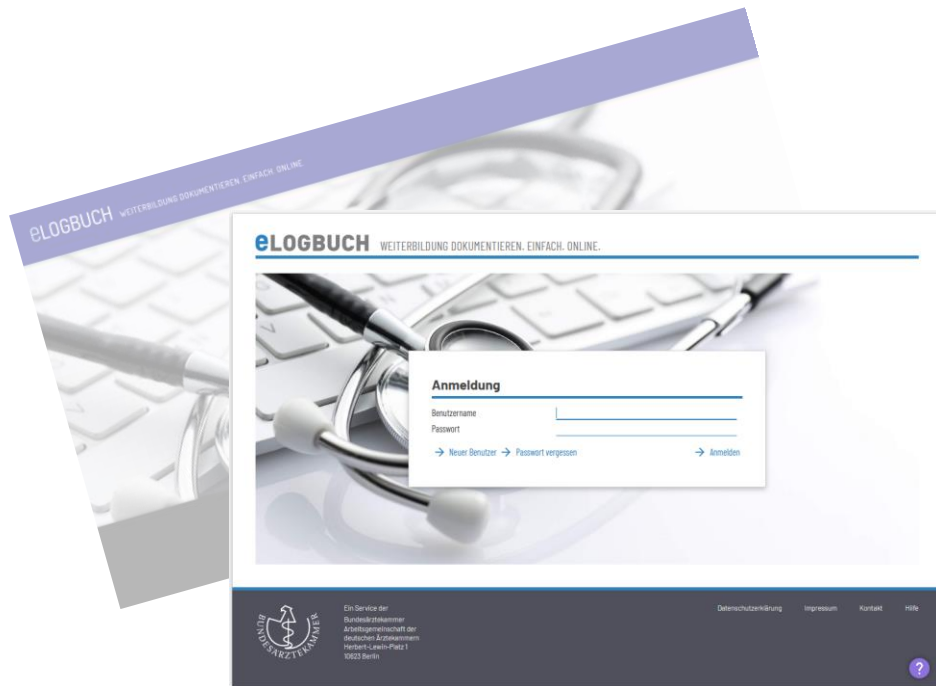 eLOGBUCH WEITERBILDUNG DOKUMENTIEREN. EINFACH. ONLINE.
eLOGBUCH WEITERBILDUNG DOKUMENTIEREN. EINFACH. ONLINE.
Anmeldung
Benutzername
Passwort
→ Neuer Benutzer → Passwort vergessen → Anmelden
BUNDESÄRZTEKAMMER
Ein Service der
Bundesärztekammer
Arbeitsgemeinschaft der
deutschen Ärztekammern
Herbert-Lewin-Platz 1
10623 Berlin
Datenschutzerklärung Impressum Kontakt Hilfe
?